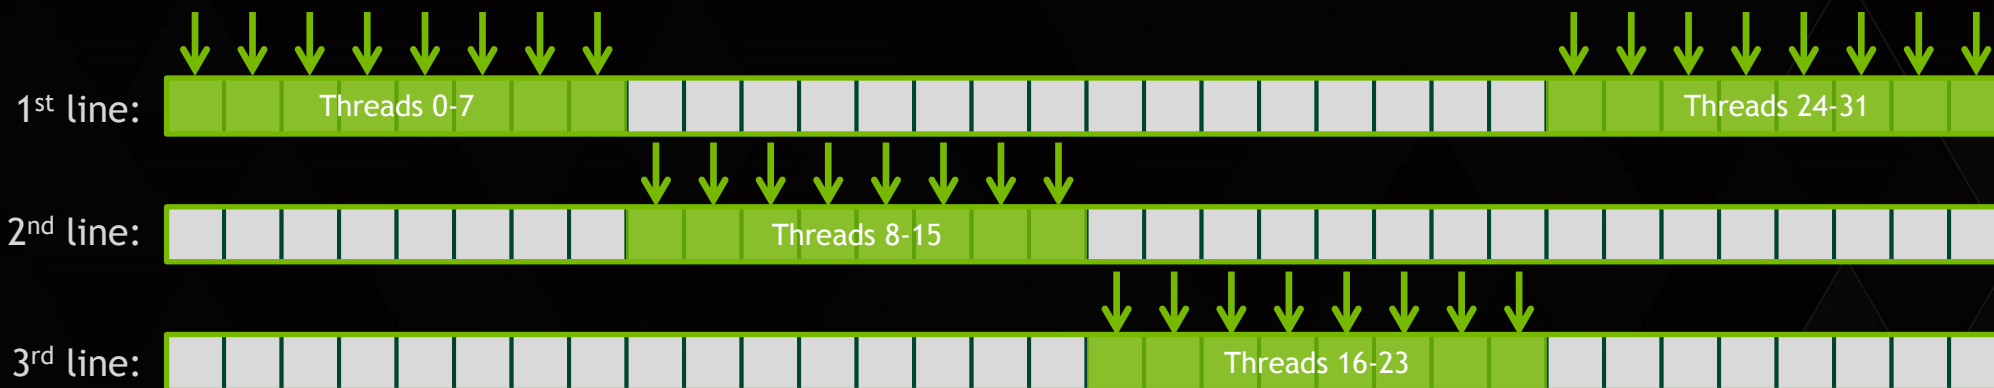 1st line: Threads 0-7 Threads 24-31
2nd line: Threads 8-15
3rd line: Threads 16-23